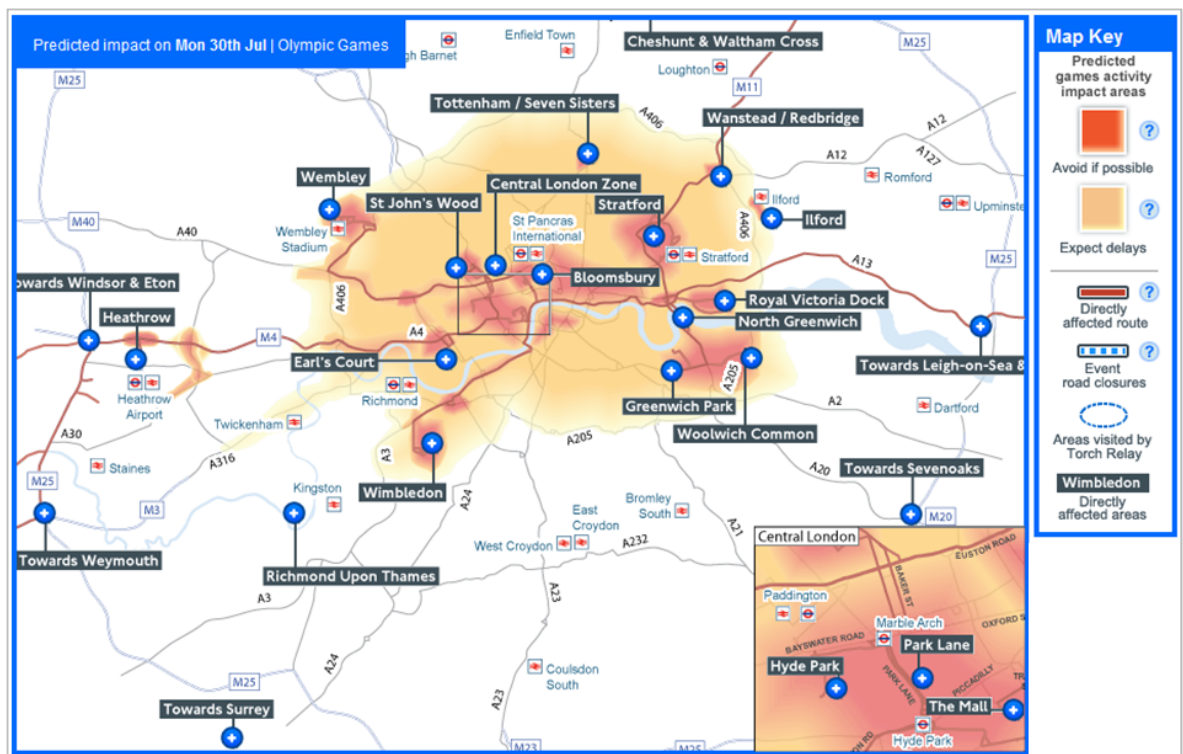 Predicted impact on Mon 30th Jul | Olympic Games
gh Barnet
Enfield Town
Cheshunt & Waltham Cross
M25
M25
Loughton
M11
Tottenham / Seven Sisters
A406
Wanstead / Redbridge
A12
A12
A127
Romford
Upminste
Wembley
St John's Wood
Central London Zone
Stratford
Ilford
Ilford
M40
A40
Wembley
Stadium
St Pancras
International
A406
Stratford
A13
M25
owards Windsor & Eton
Heathrow
A406
Bloomsbury
Royal Victoria Dock
North Greenwich
M4
A4
Earl's Court
Towards Leigh-on-Sea &
Heathrow
Airport
Richmond
A205
Greenwich Park
Dartford
Twickenham
A2
Woolwich Common
A30
A316
A3
A205
Staines
Wimbledon
A20
Towards Sevenoaks
M25
M3
Kingston
A24
Bromley
South
East
Croydon
A21
M20
West Croydon
A232
Towards Weymouth
Richmond Upon Thames
A3
A23
A24
Coulsdon
South
M25
Towards Surrey
A23
M23
M25
Central London
EUSTON ROAD
BAKER ST
Paddington
Marble Arch
OXFORD S
BAYSWATER ROAD
Park Lane
Hyde Park
PARK LANE
PICCADILLY
TR
The Mall
Hyde Park
ON RD
Map Key
Predicted
games activity
impact areas
?
Avoid if possible
?
Expect delays
?
Directly
affected route
?
Event
road closures
Areas visited by
Torch Relay
Wimbledon
Directly
affected areas